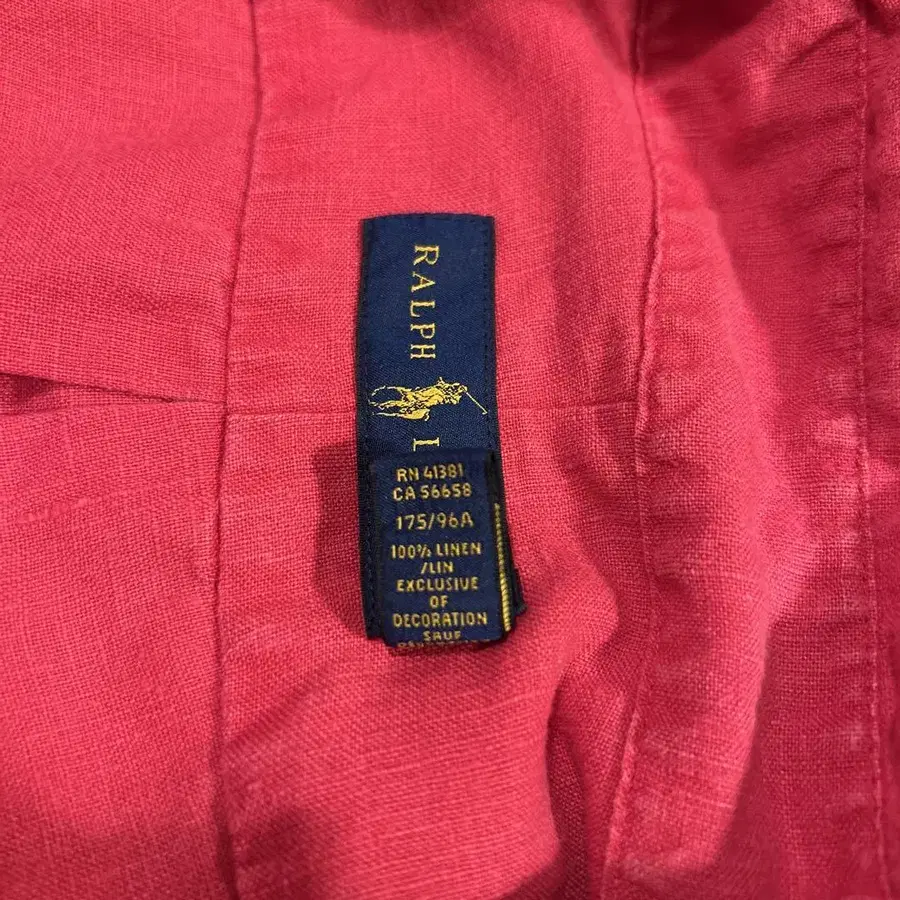 RALPH L
RN 41381
CA 56658
175/96A
100% LINEN
/LIN
EXCLUSIVE
OF
DECORATION
SAUF